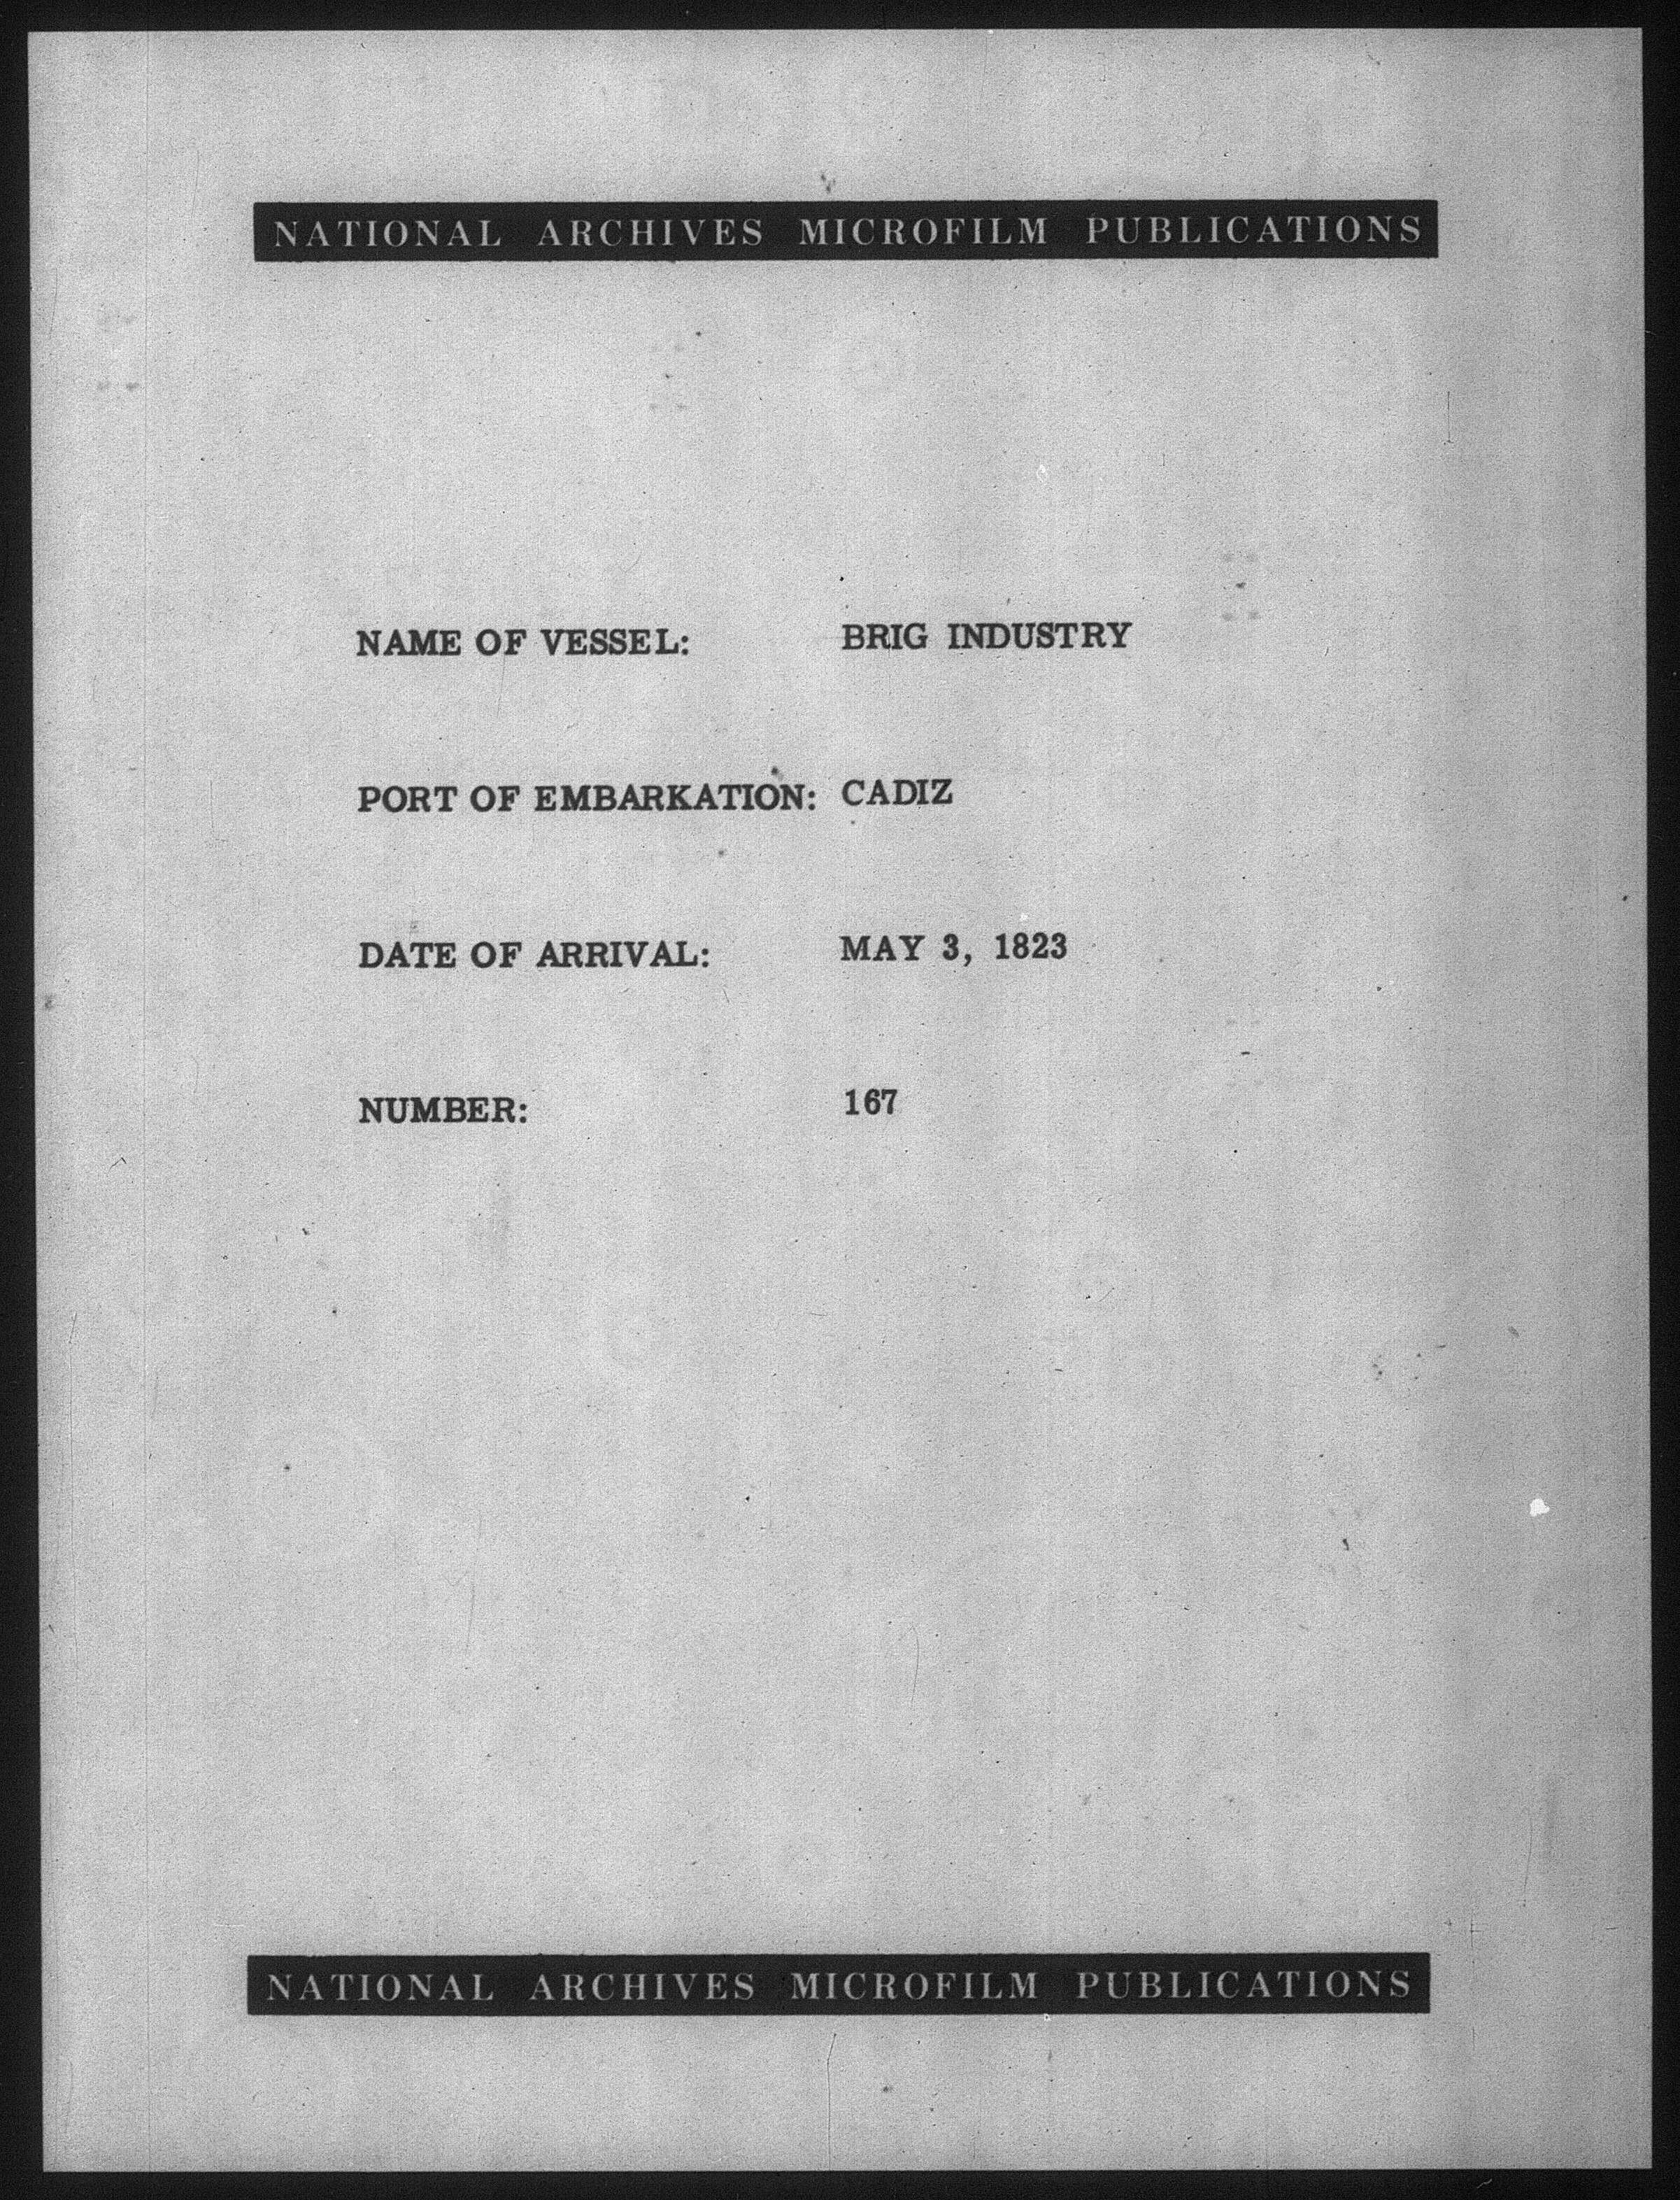 NATIONAL ARCHIVES MICROFILM PUBLICATIONS
NAME OF VESSEL: BRIG INDUSTRY
PORT OF EMBARKATION: CADIZ
DATE OF ARRIVAL: MAY 3, 1823
NUMBER: 167
NATIONAL ARCHIVES MICROFILM PUBLICATIONS